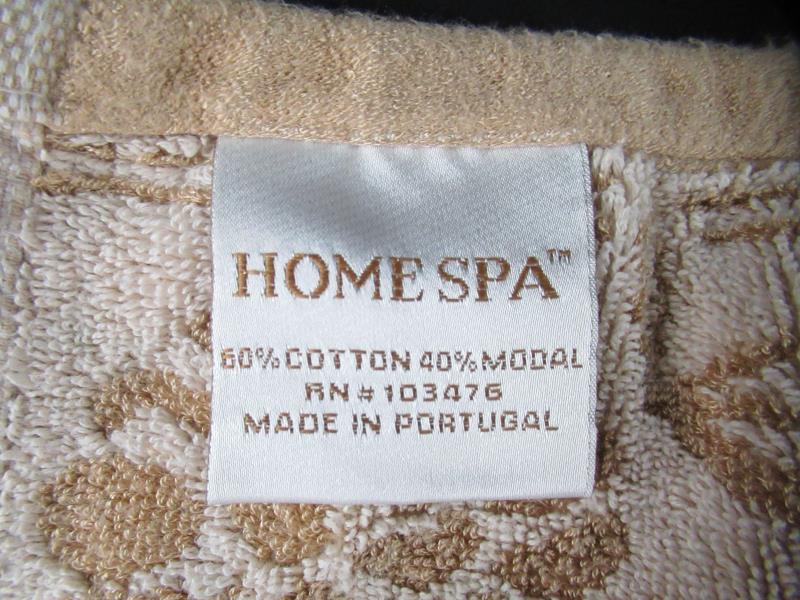 HOME SPA™
60% COTTON 40% MODAL
RN # 103476
MADE IN PORTUGAL